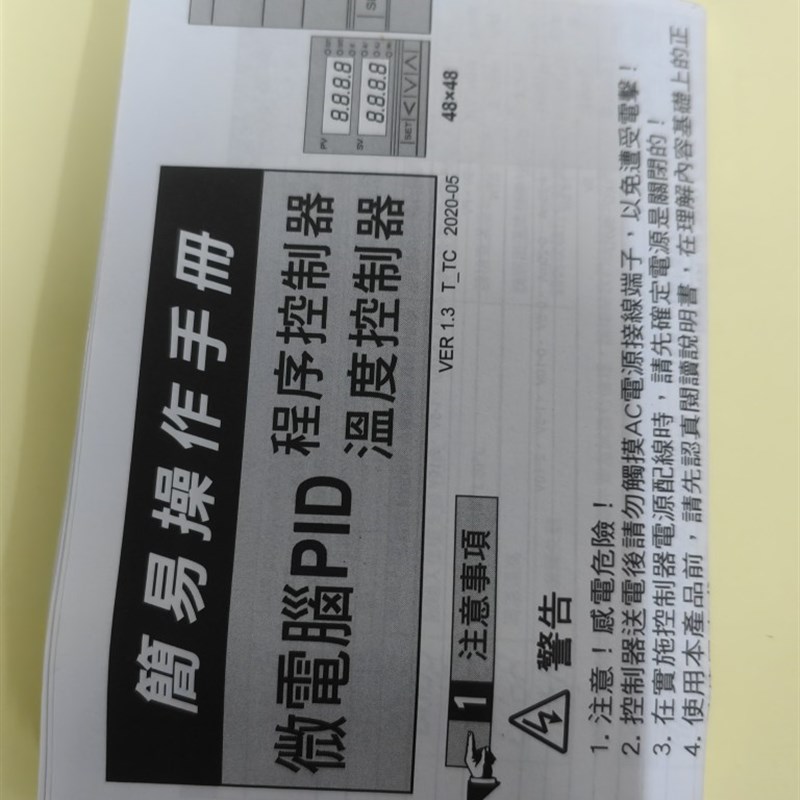 簡易操作手冊
微電腦PID
程序控制器
溫度控制器
VER 1.3 T_TC 2020-05
PV
8.8.8.8
SV
8.8.8.8
SET
48×48
1 注意事項
警告
1. 注意！感電危險！
2. 控制器送電後請勿觸摸AC電源接線端子，以免遭受電擊！
3. 在實施控制器電源配線時，請先確定電源是關閉的！
4. 使用本產品前，請先認真閱讀說明書，在理解內容基礎上的正